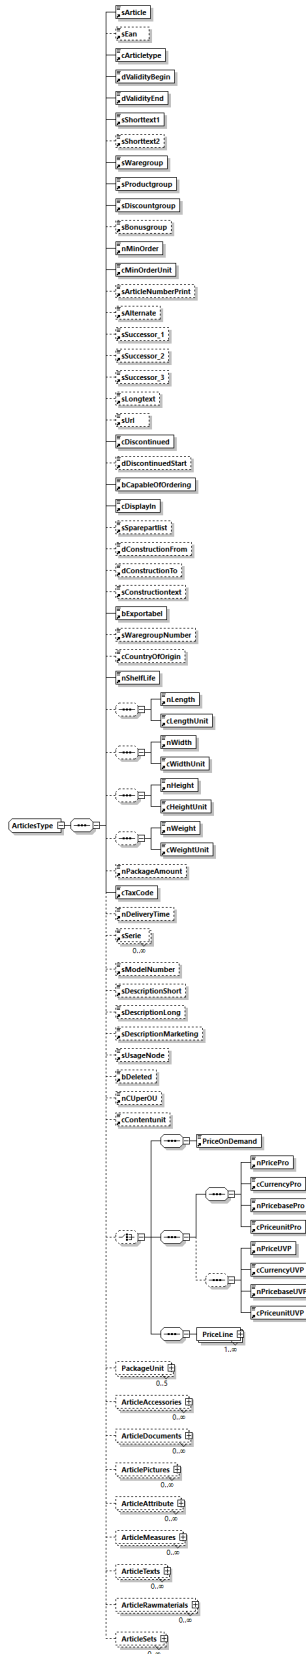 sArticle
sEan
cArticletype
dValidityBegin
dValidityEnd
sShorttext1
sShorttext2
sWaregroup
sProductgroup
sDiscountgroup
sBonusgroup
nMinOrder
cMinOrderUnit
sArticleNumberPrint
sAlternate
sSuccessor_1
sSuccessor_2
sSuccessor_3
sLongtext
sUrl
cDiscontinued
dDiscontinuedStart
bCapableOfOrdering
cDisplayIn
sSparepartlist
dConstructionFrom
dConstructionTo
sConstructiontext
bExportabel
sWaregroupNumber
cCountryOfOrigin
nShelfLife
nLength
cLengthUnit
nWidth
cWidthUnit
nHeight
cHeightUnit
ArticlesType
nWeight
cWeightUnit
nPackageAmount
cTaxCode
nDeliveryTime
sSerie
0..∞
sModelNumber
sDescriptionShort
sDescriptionLong
sDescriptionMarketing
sUsageNode
bDeleted
nCUperOU
cContentunit
PriceOnDemand
nPricePro
cCurrencyPro
nPricebasePro
cPriceunitPro
nPriceUVP
cCurrencyUVP
nPricebaseUVP
cPriceunitUVP
PriceLine
1..∞
PackageUnit
0..5
ArticleAccessories
0..∞
ArticleDocuments
0..∞
ArticlePictures
0..∞
ArticleAttribute
0..∞
ArticleMeasures
0..∞
ArticleTexts
0..∞
ArticleRawmaterials
0..∞
ArticleSets
0..∞